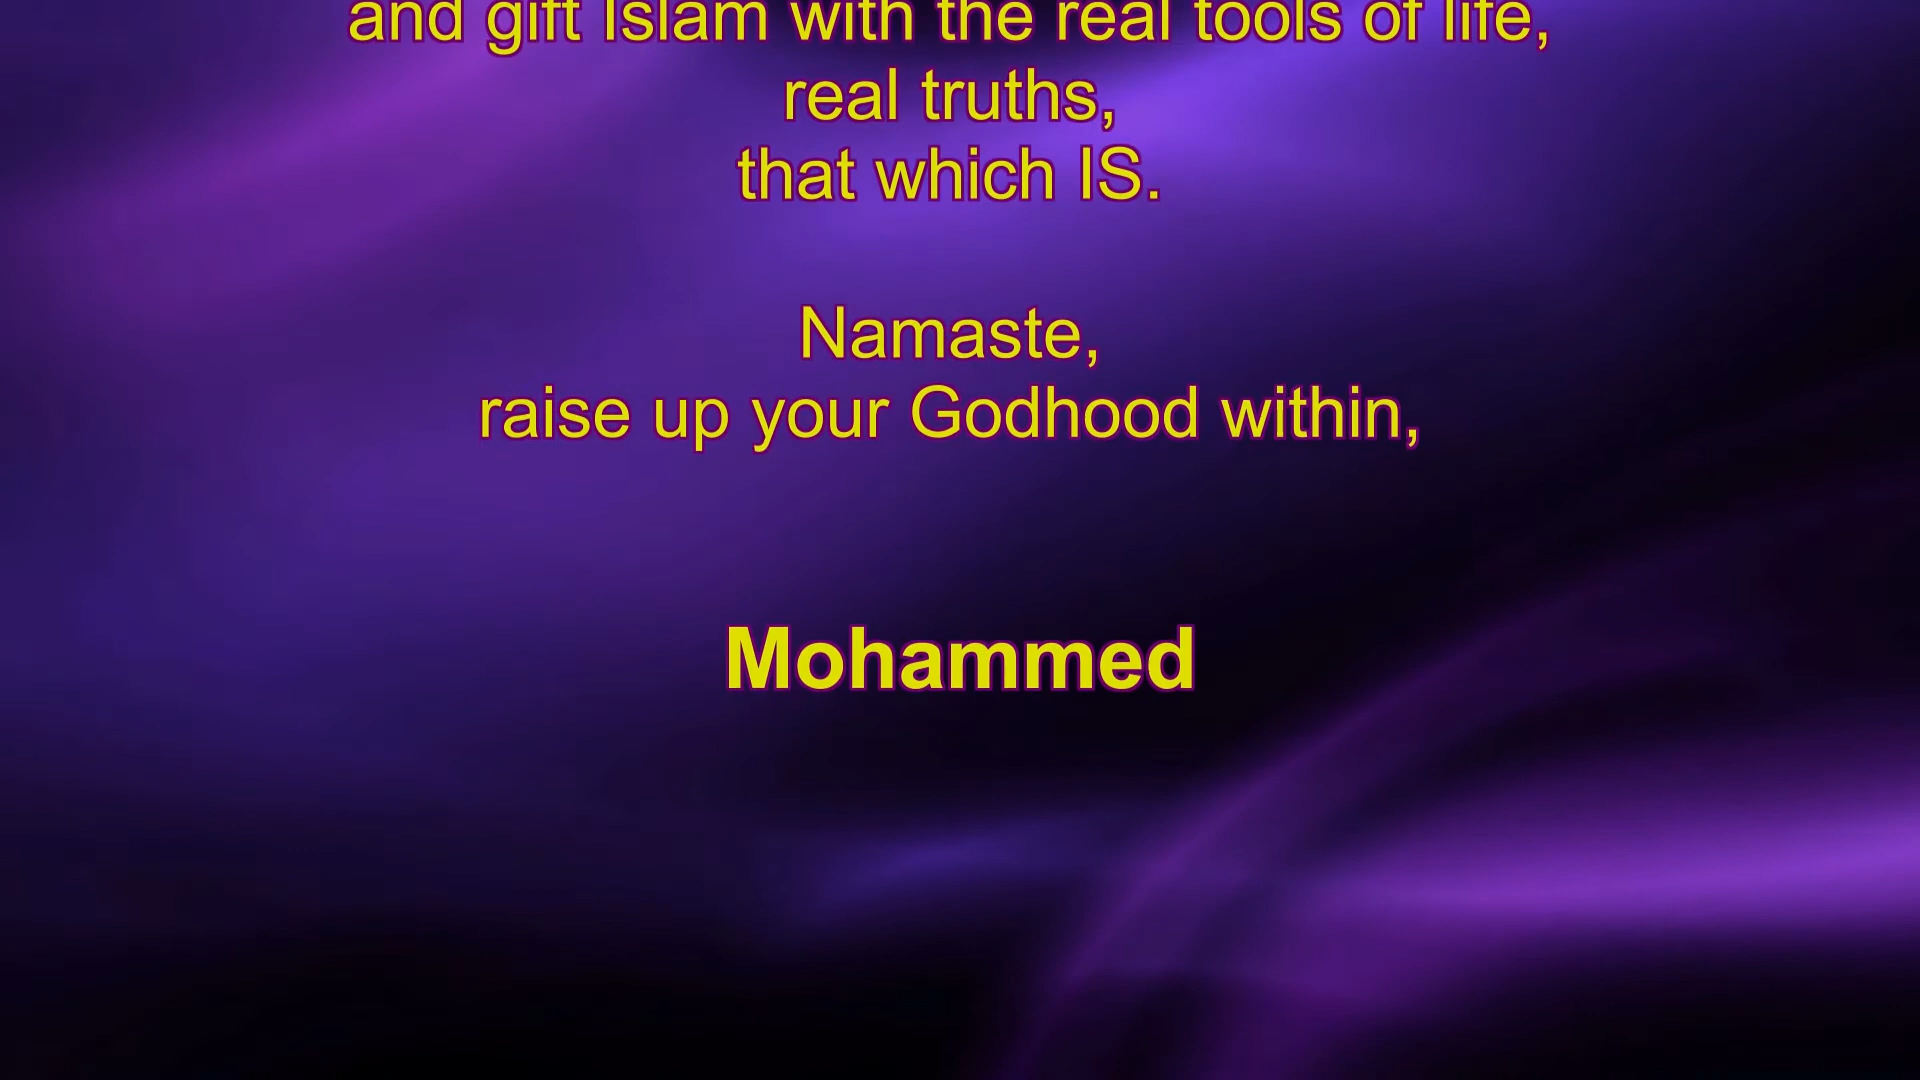 and gift Islam with the real tools of life,
real truths,
that which IS.
Namaste,
raise up your Godhood within,
Mohammed